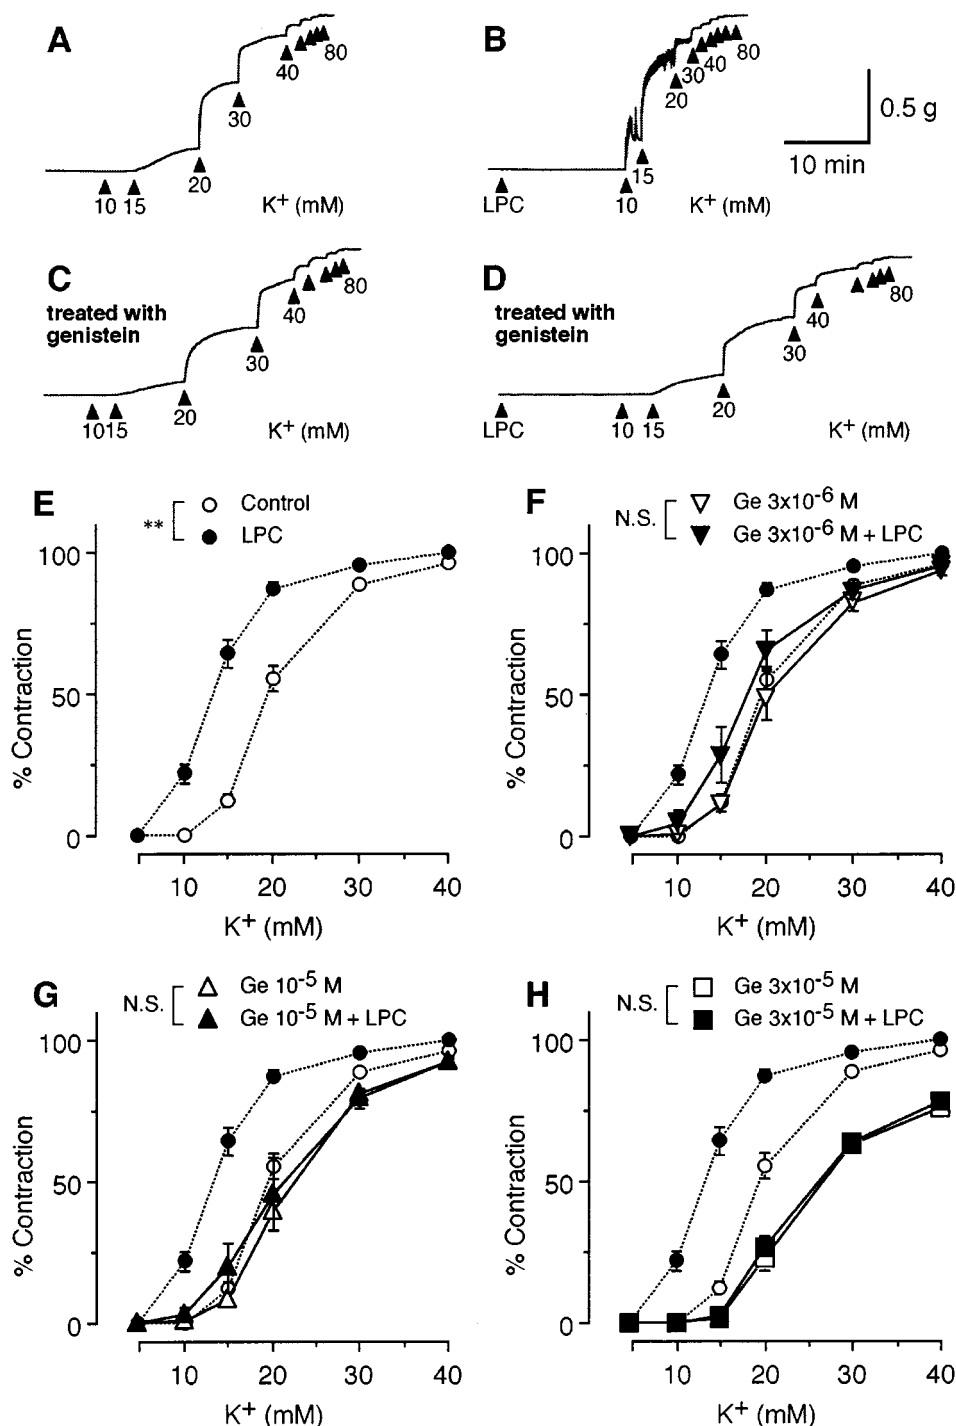 A
10 15
20
30
40
80
K+ (mM)
B
LPC
10
15
20
30
40
80
K+ (mM)
0.5 g
10 min
C
treated with
genistein
1015
20
30
40
80
K+ (mM)
D
treated with
genistein
LPC
10
15
20
30
40
80
K+ (mM)
E
**
Control
LPC
100
50
0
% Contraction
10 20 30 40
K+ (mM)
F
N.S.
Ge 3x10-6 M
Ge 3x10-6 M + LPC
100
50
0
% Contraction
10 20 30 40
K+ (mM)
G
N.S.
Ge 10-5 M
Ge 10-5 M + LPC
100
50
0
% Contraction
10 20 30 40
K+ (mM)
H
N.S.
Ge 3x10-5 M
Ge 3x10-5 M + LPC
100
50
0
% Contraction
10 20 30 40
K+ (mM)